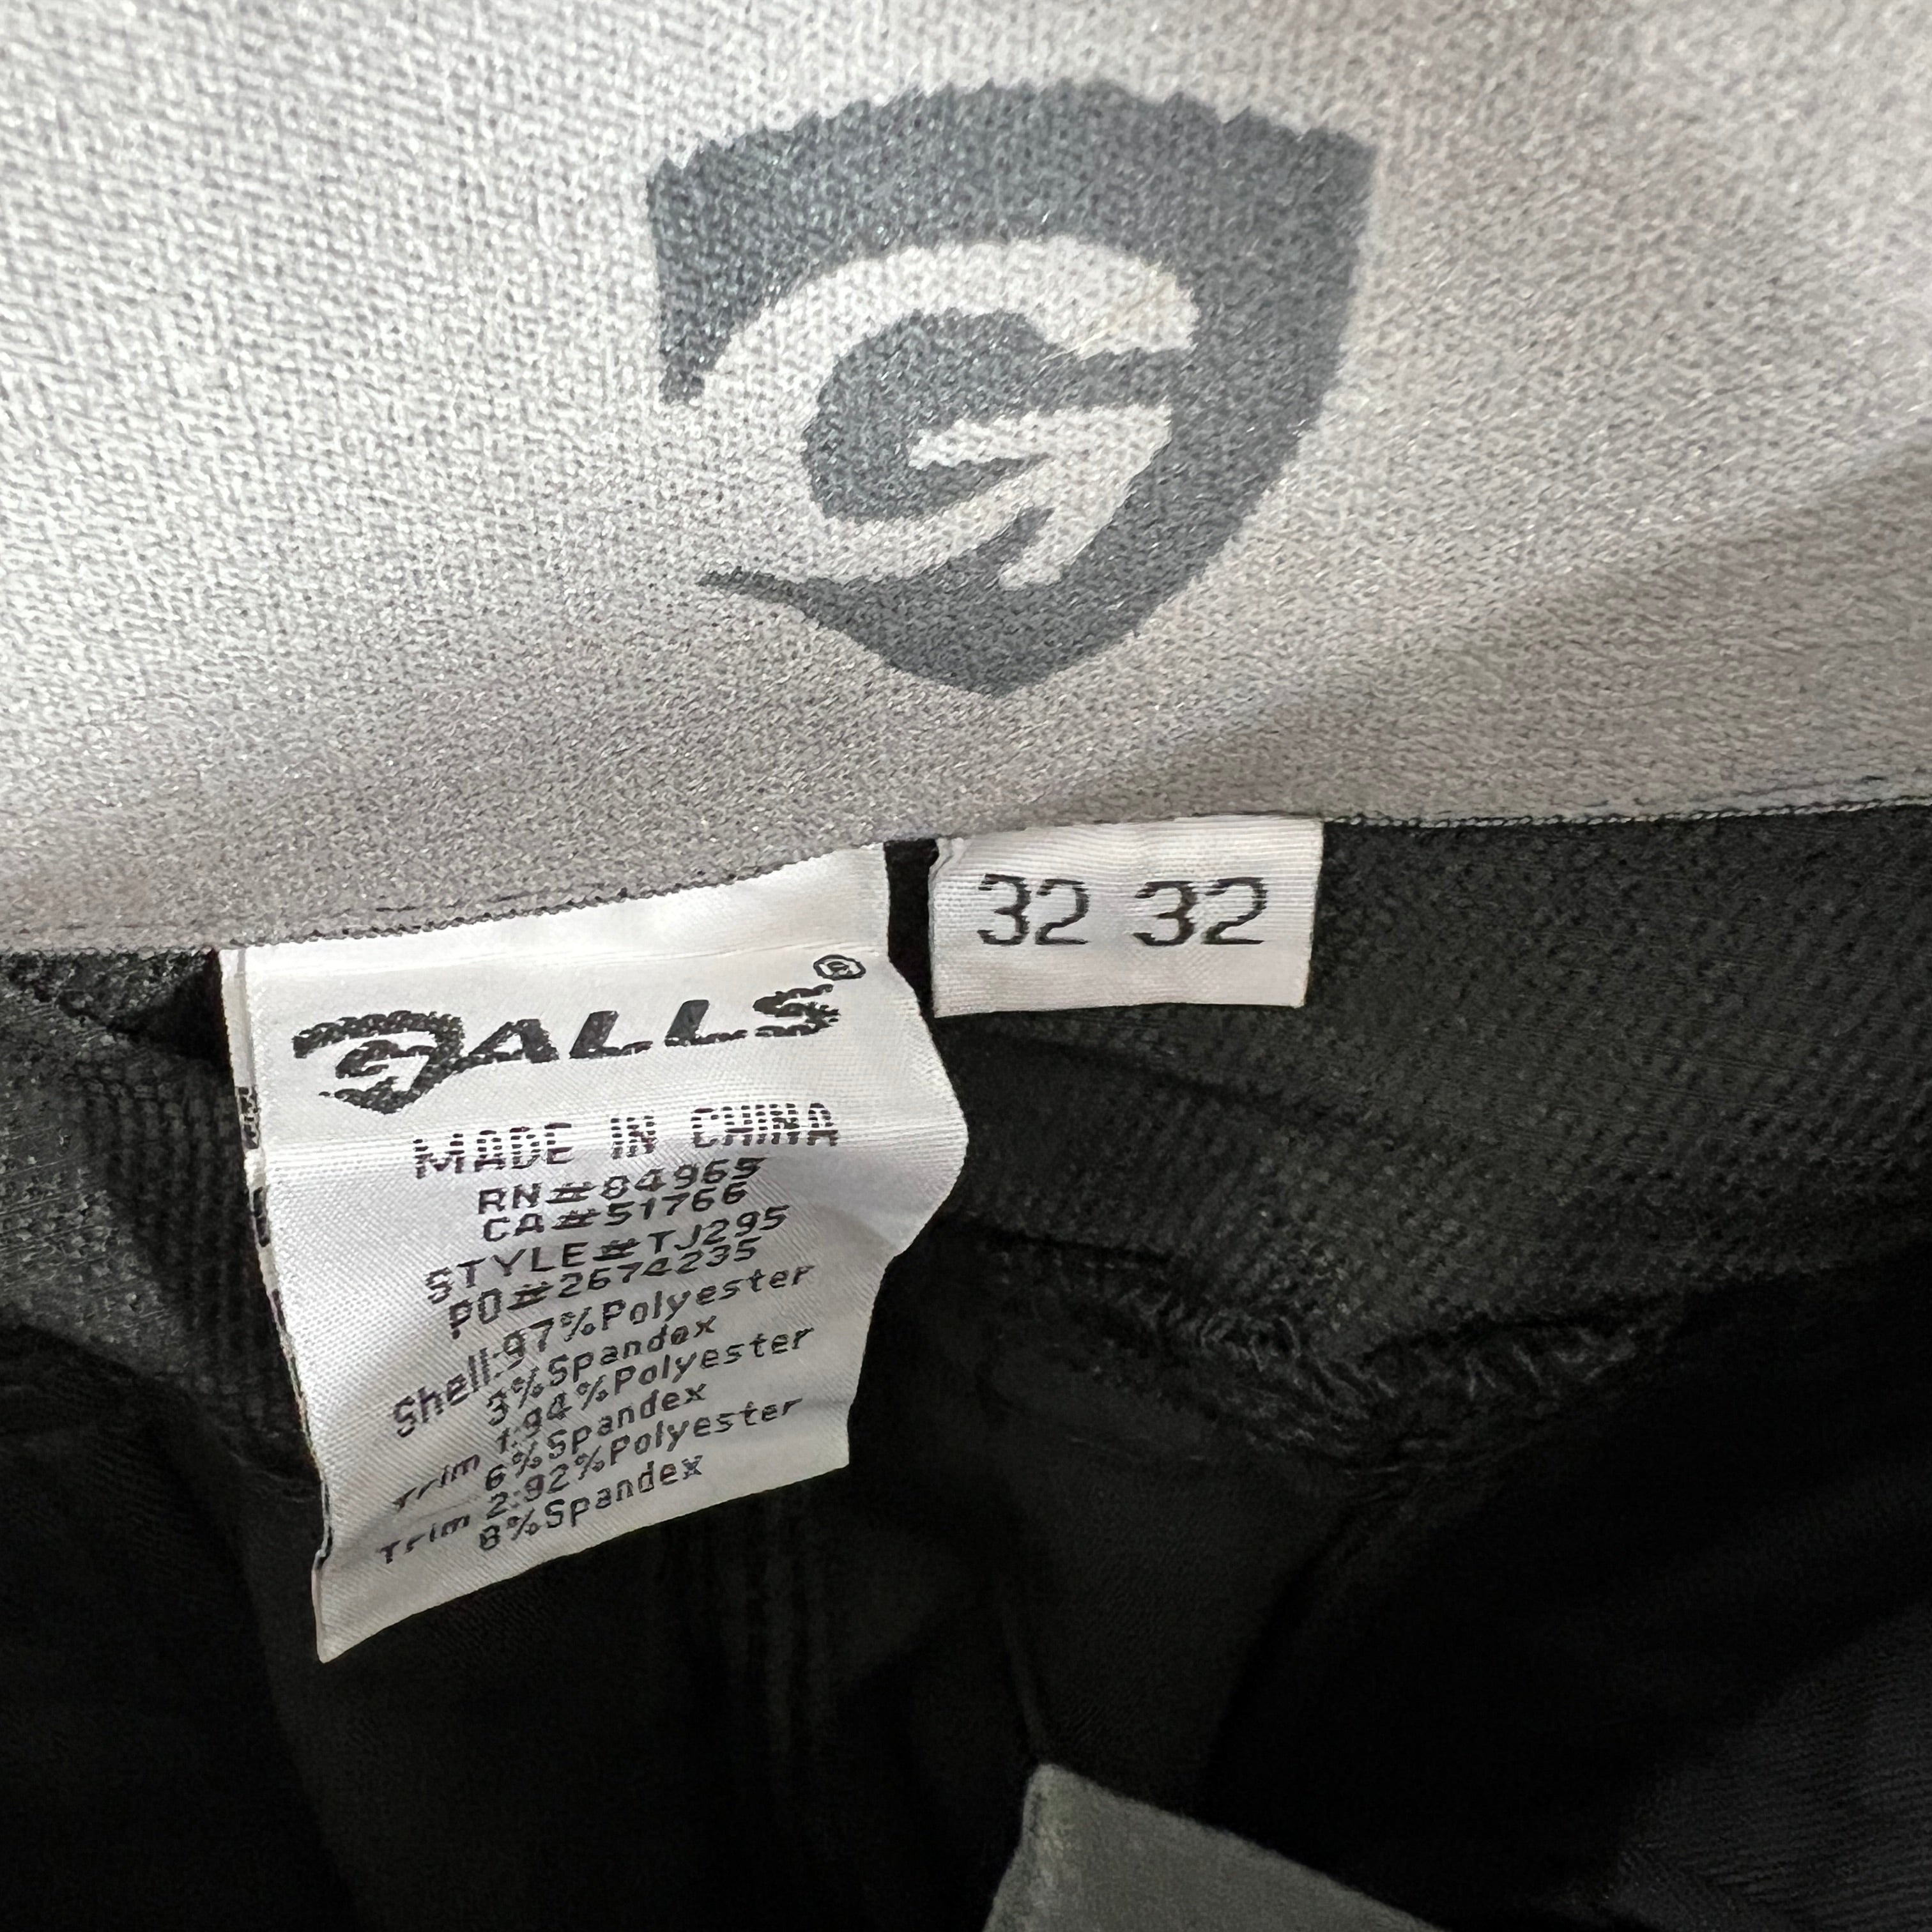 32 32
GALLS®
MADE IN CHINA
RN#84965
CA#51766
STYLE#TJ295
PO#2674235
Shell:97%Polyester
3%Spandex
Trim 1:94%Polyester
6%Spandex
Trim 2:92%Polyester
8%Spandex